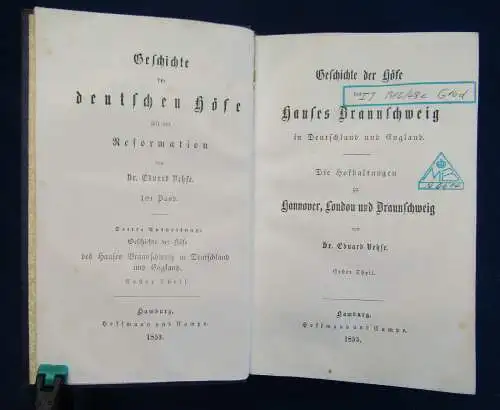 Geschichte
der
deutschen Höfe
seit der
Reformation
von
Dr. Eduard Vehse.
18r Band.
Dritte Abtheilung:
Geschichte der Höfe
des Hauses Braunschweig in Deutschland
und England.
Erster Theil.
Hamburg.
Hoffmann und Campe.
1853.
Geschichte der Höfe
des
Hauses Braunschweig
in Deutschland und England.
Die Hofhaltungen
zu
Hannover, London und Braunschweig
von
Dr. Eduard Vehse.
Erster Theil.
Hamburg.
Hoffmann und Campe.
1853.